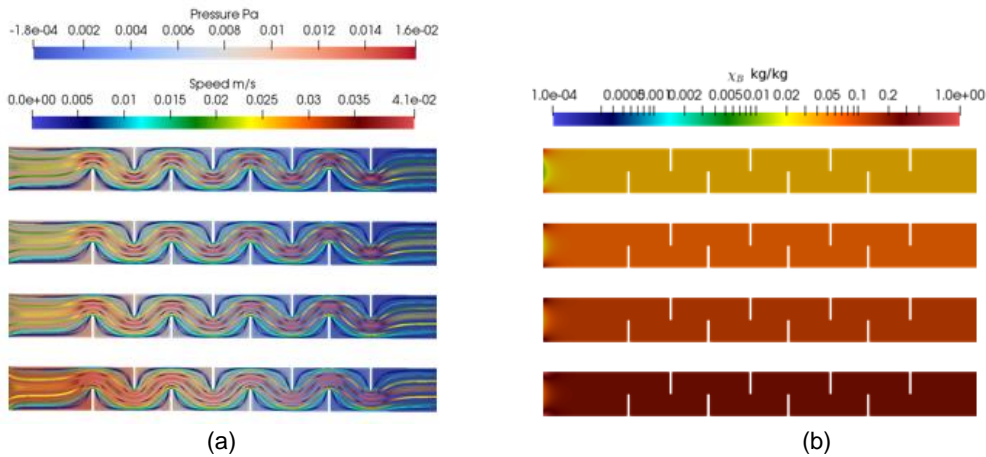 Pressure Pa
-1.8e-04 0.002 0.004 0.006 0.008 0.01 0.012 0.014 1.6e-02
Speed m/s
0.0e+00 0.005 0.01 0.015 0.02 0.025 0.03 0.035 4.1e-02
(a)
χB kg/kg
1.0e-04 0.0005 0.001 0.002 0.005 0.01 0.02 0.05 0.1 0.2 1.0e+00
(b)